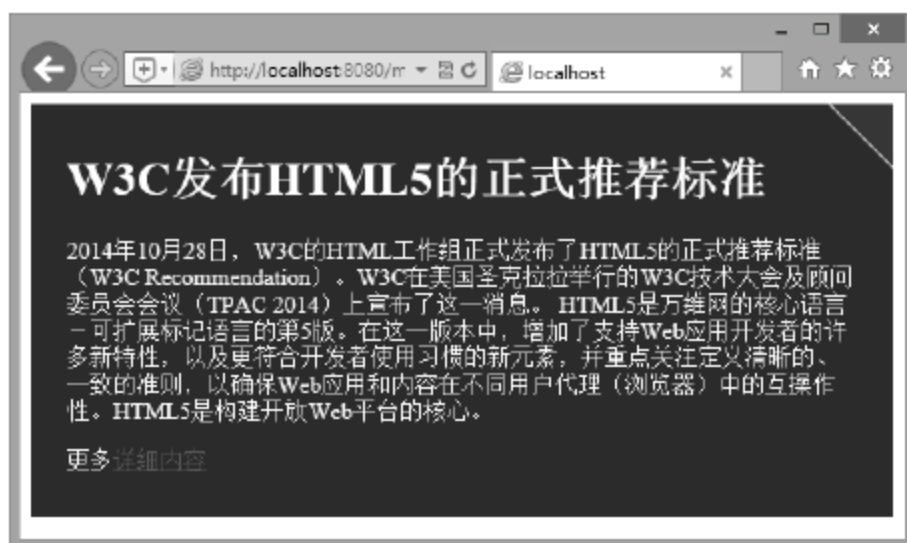 http://localhost:8080/m
localhost
W3C发布HTML5的正式推荐标准
2014年10月28日，W3C的HTML工作组正式发布了HTML5的正式推荐标准
（W3C Recommendation）。W3C在美国圣克拉拉举行的W3C技术大会及顾问
委员会会议（TPAC 2014）上宣布了这一消息。 HTML5是万维网的核心语言
－可扩展标记语言的第5版。在这一版本中，增加了支持Web应用开发者的许
多新特性，以及更符合开发者使用习惯的新元素，并重点关注定义清晰的、
一致的准则，以确保Web应用和内容在不同用户代理（浏览器）中的互操作
性。HTML5是构建开放Web平台的核心。
更多详细内容